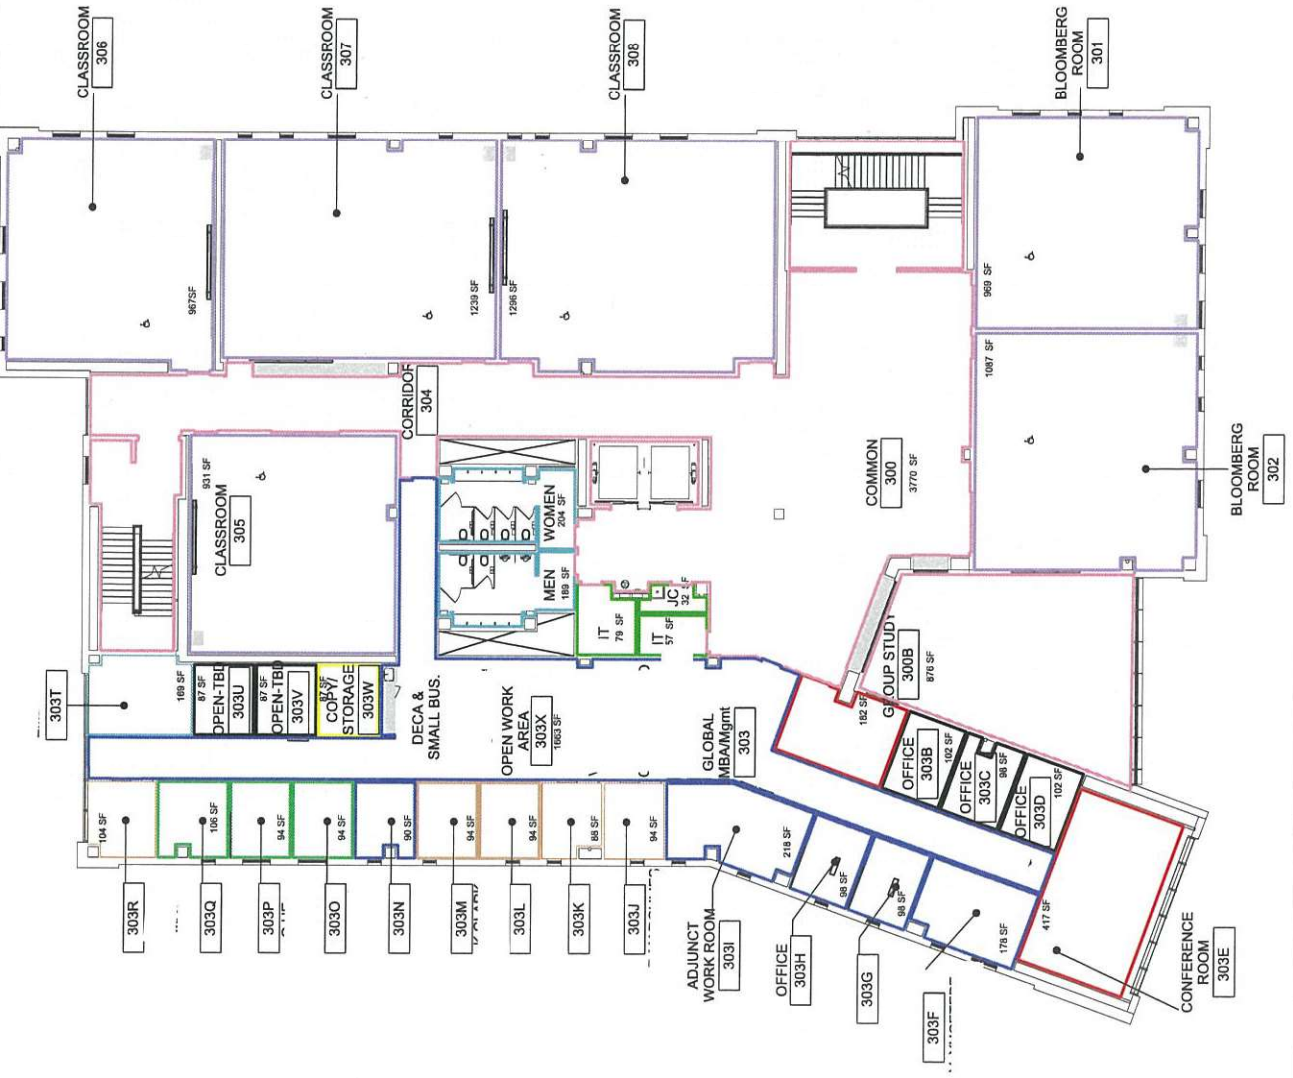 CLASSROOM
306
CLASSROOM
307
CLASSROOM
308
BLOOMBERG
ROOM
301
967SF
1239 SF
1296 SF
969 SF
1087 SF
CORRIDOR
304
931 SF
CLASSROOM
305
WOMEN
204 SF
MEN
189 SF
COMMON
300
3770 SF
BLOOMBERG
ROOM
302
IT
79 SF
JC
32 SF
IT
57 SF
GROUP STUDY
300B
876 SF
303T
169 SF
87 SF
OPEN-TBD
303U
87 SF
OPEN-TBD
303V
87 SF
COPY/
STORAGE
303W
DECA &
SMALL BUS.
OPEN WORK
AREA
303X
1663 SF
GLOBAL
MBA/Mgmt
303
182 SF
OFFICE
303B
102 SF
OFFICE
303C
98 SF
OFFICE
303D
102 SF
104 SF
106 SF
94 SF
94 SF
90 SF
94 SF
94 SF
88 SF
94 SF
218 SF
98 SF
98 SF
178 SF
417 SF
303R
303Q
303P
303O
303N
303M
303L
303K
303J
ADJUNCT
WORK ROOM
303I
OFFICE
303H
303G
303F
CONFERENCE
ROOM
303E